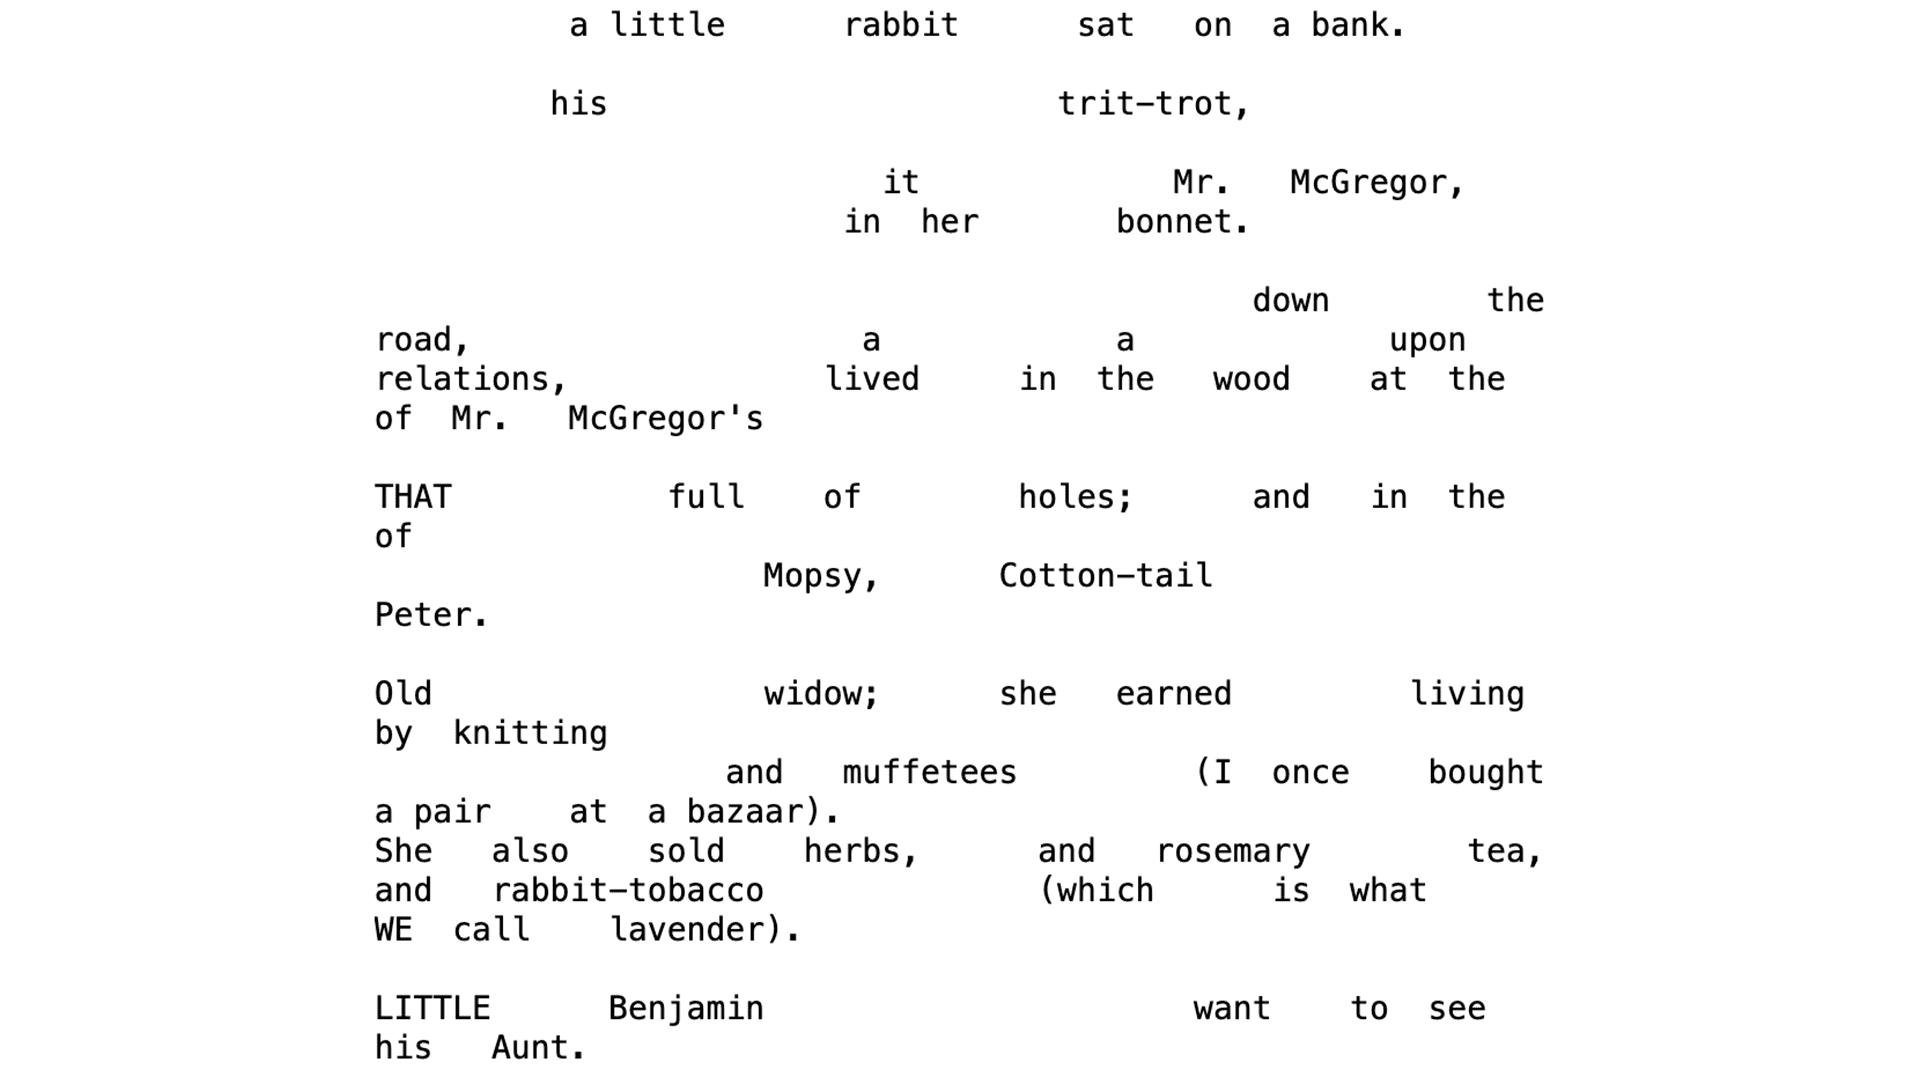 a little rabbit sat on a bank.
his trit-trot,
it Mr. McGregor,
in her bonnet.
down the
road, a a upon
relations, lived in the wood at the
of Mr. McGregor's
THAT full of holes; and in the
of
Mopsy, Cotton-tail
Peter.
Old widow; she earned living
by knitting
and muffetees (I once bought
a pair at a bazaar).
She also sold herbs, and rosemary tea,
and rabbit-tobacco (which is what
WE call lavender).
LITTLE Benjamin want to see
his Aunt.